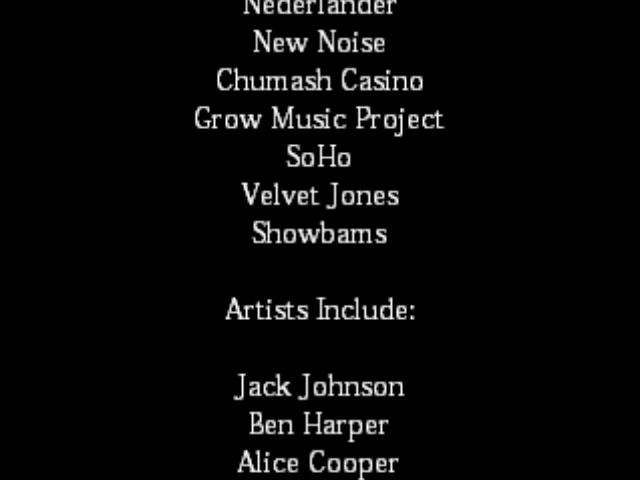 Nederlander
New Noise
Chumash Casino
Grow Music Project
SoHo
Velvet Jones
Showbams
Artists Include:
Jack Johnson
Ben Harper
Alice Cooper